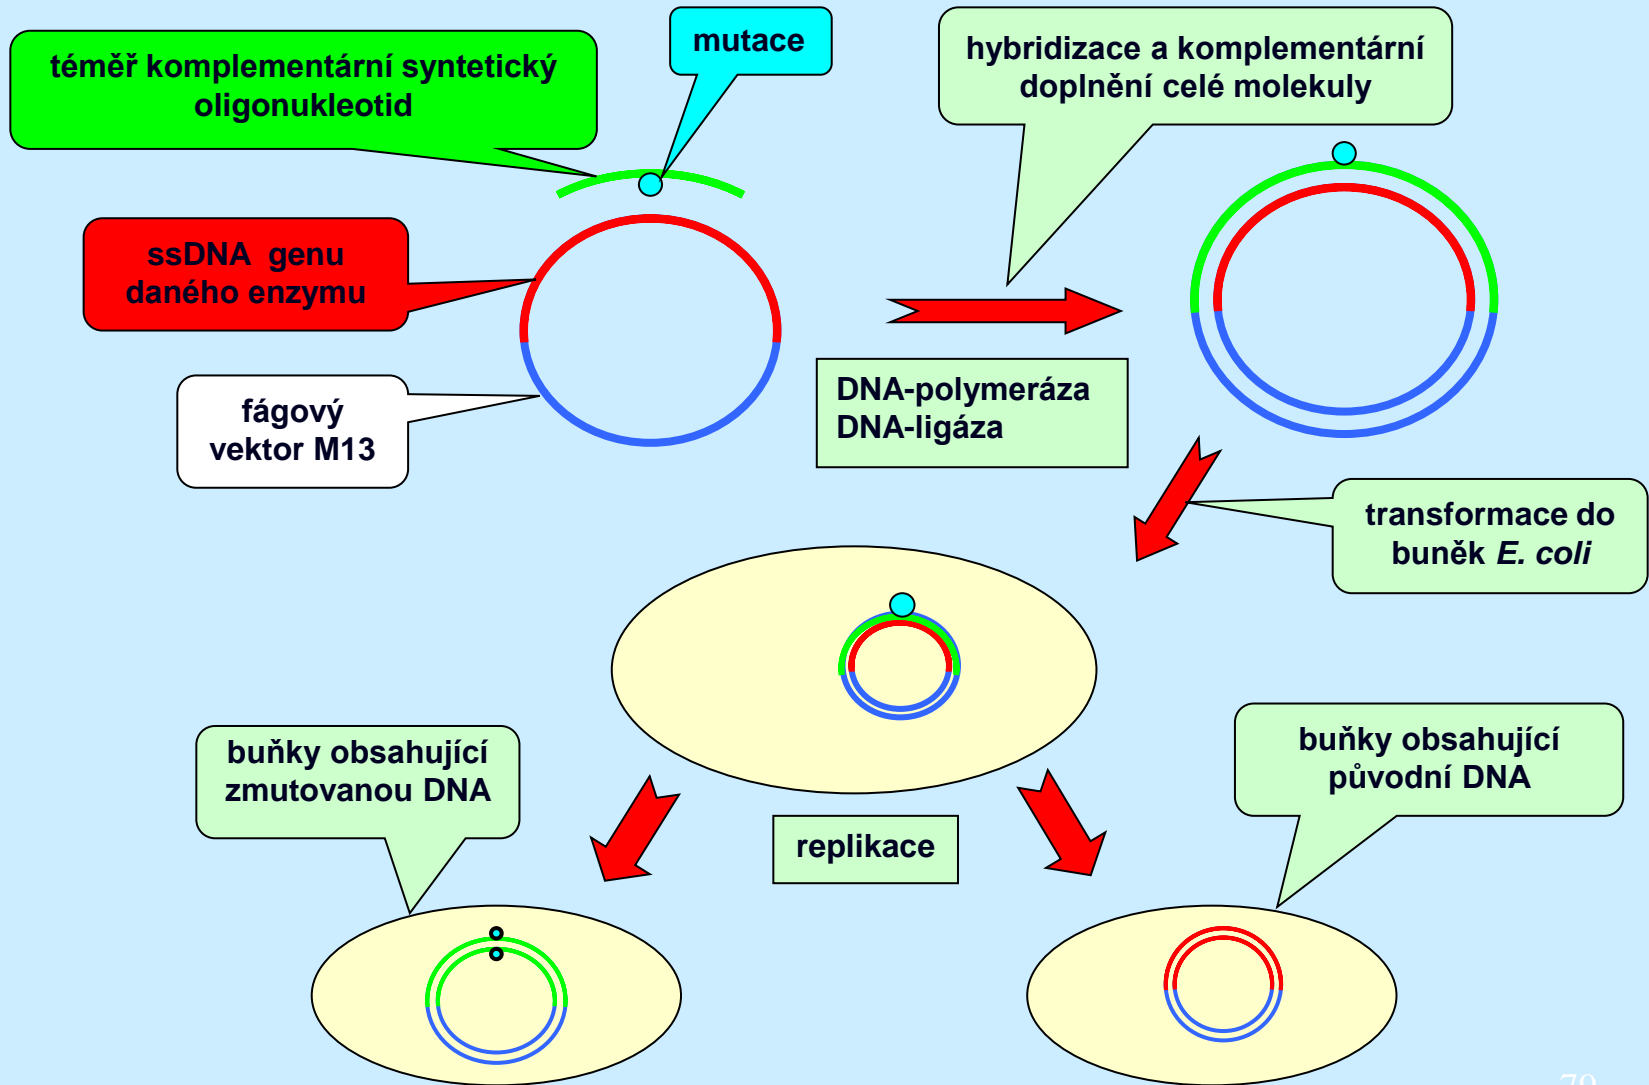 mutace
téměř komplementární syntetický
oligonukleotid
hybridizace a komplementární
doplnění celé molekuly
ssDNA  genu
daného enzymu
fágový
vektor M13
DNA-polymeráza
DNA-ligáza
transformace do
buněk E. coli
buňky obsahující
zmutovanou DNA
replikace
buňky obsahující
původní DNA
79